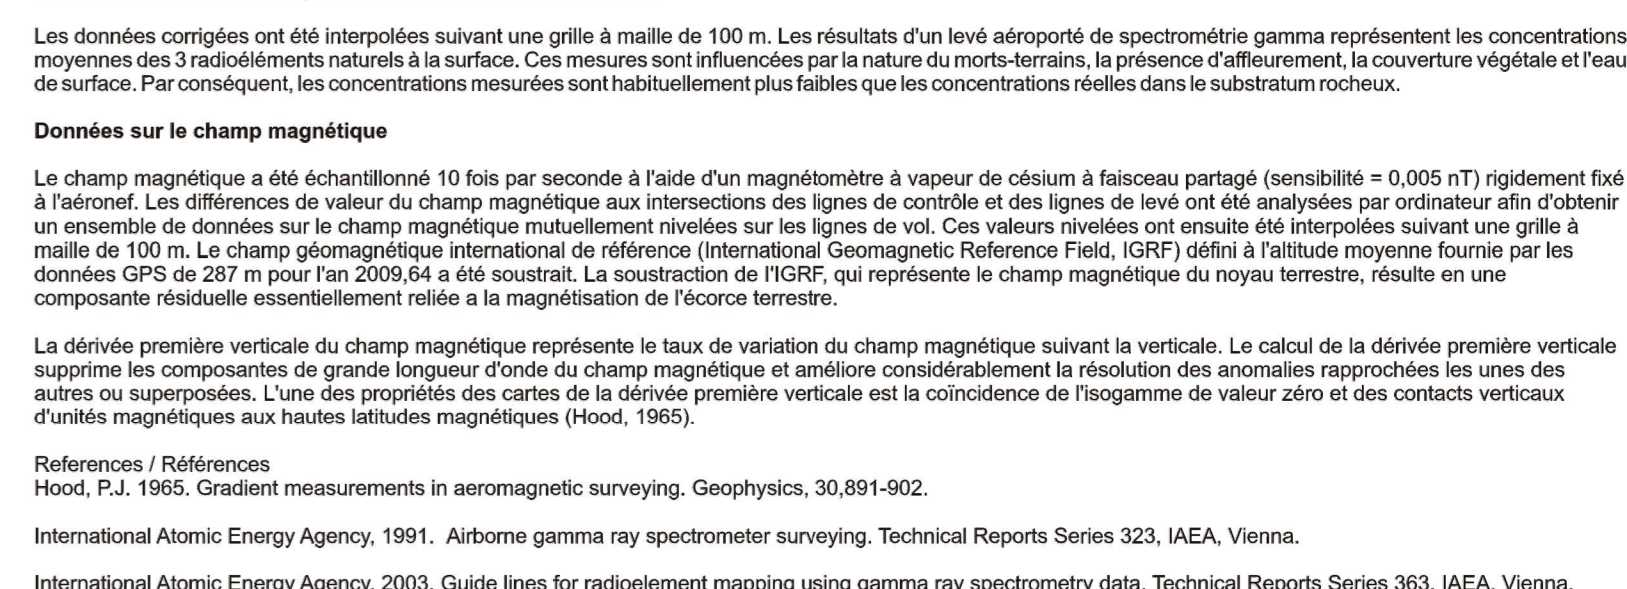 Les données corrigées ont été interpolées suivant une grille à maille de 100 m. Les résultats d'un levé aéroporté de spectrométrie gamma représentent les concentrations
moyennes des 3 radioéléments naturels à la surface. Ces mesures sont influencées par la nature du morts-terrains, la présence d'affleurement, la couverture végétale et l'eau
de surface. Par conséquent, les concentrations mesurées sont habituellement plus faibles que les concentrations réelles dans le substratum rocheux.
Données sur le champ magnétique
Le champ magnétique a été échantillonné 10 fois par seconde à l'aide d'un magnétomètre à vapeur de césium à faisceau partagé (sensibilité = 0,005 nT) rigidement fixé
à l'aéronef. Les différences de valeur du champ magnétique aux intersections des lignes de contrôle et des lignes de levé ont été analysées par ordinateur afin d'obtenir
un ensemble de données sur le champ magnétique mutuellement nivelées sur les lignes de vol. Ces valeurs nivelées ont ensuite été interpolées suivant une grille à
maille de 100 m. Le champ géomagnétique international de référence (International Geomagnetic Reference Field, IGRF) défini à l'altitude moyenne fournie par les
données GPS de 287 m pour l'an 2009,64 a été soustrait. La soustraction de l'IGRF, qui représente le champ magnétique du noyau terrestre, résulte en une
composante résiduelle essentiellement reliée a la magnétisation de l'écorce terrestre.
La dérivée première verticale du champ magnétique représente le taux de variation du champ magnétique suivant la verticale. Le calcul de la dérivée première verticale
supprime les composantes de grande longueur d'onde du champ magnétique et améliore considérablement la résolution des anomalies rapprochées les unes des
autres ou superposées. L'une des propriétés des cartes de la dérivée première verticale est la coïncidence de l'isogamme de valeur zéro et des contacts verticaux
d'unités magnétiques aux hautes latitudes magnétiques (Hood, 1965).
References / Références
Hood, P.J. 1965. Gradient measurements in aeromagnetic surveying. Geophysics, 30,891-902.
International Atomic Energy Agency, 1991. Airborne gamma ray spectrometer surveying. Technical Reports Series 323, IAEA, Vienna.
International Atomic Energy Agency, 2003. Guide lines for radioelement mapping using gamma ray spectrometry data. Technical Reports Series 363, IAEA, Vienna.